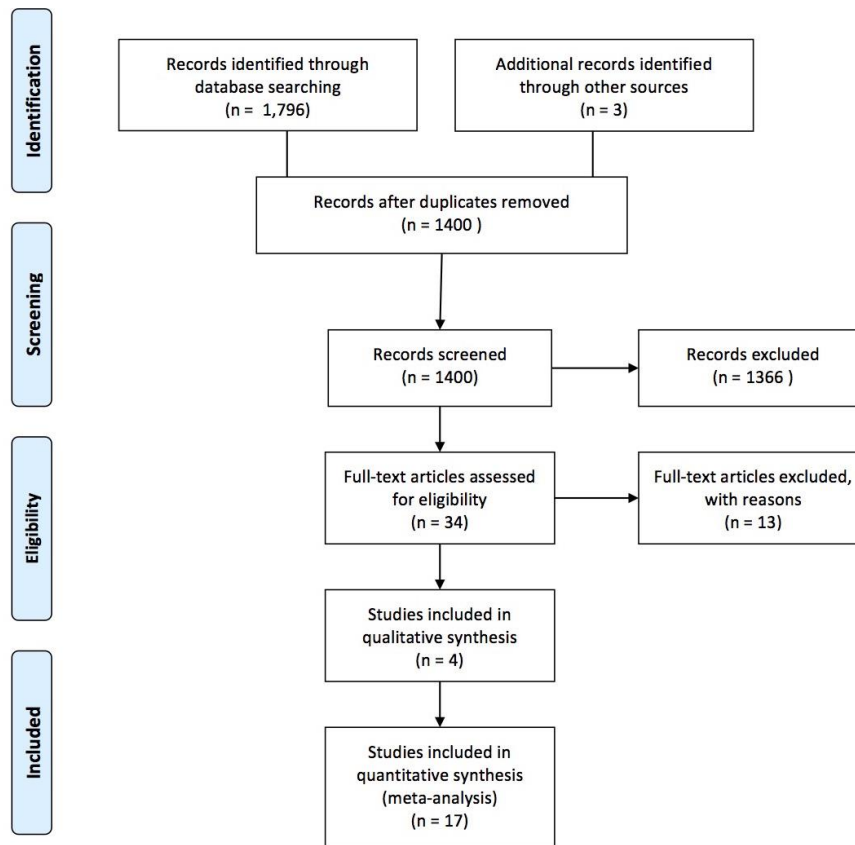 Identification
Records identified through
database searching
(n = 1,796)
Additional records identified
through other sources
(n = 3)
Records after duplicates removed
(n = 1400 )
Screening
Records screened
(n = 1400)
Records excluded
(n = 1366 )
Eligibility
Full-text articles assessed
for eligibility
(n = 34)
Full-text articles excluded,
with reasons
(n = 13)
Studies included in
qualitative synthesis
(n = 4)
Included
Studies included in
quantitative synthesis
(meta-analysis)
(n = 17)